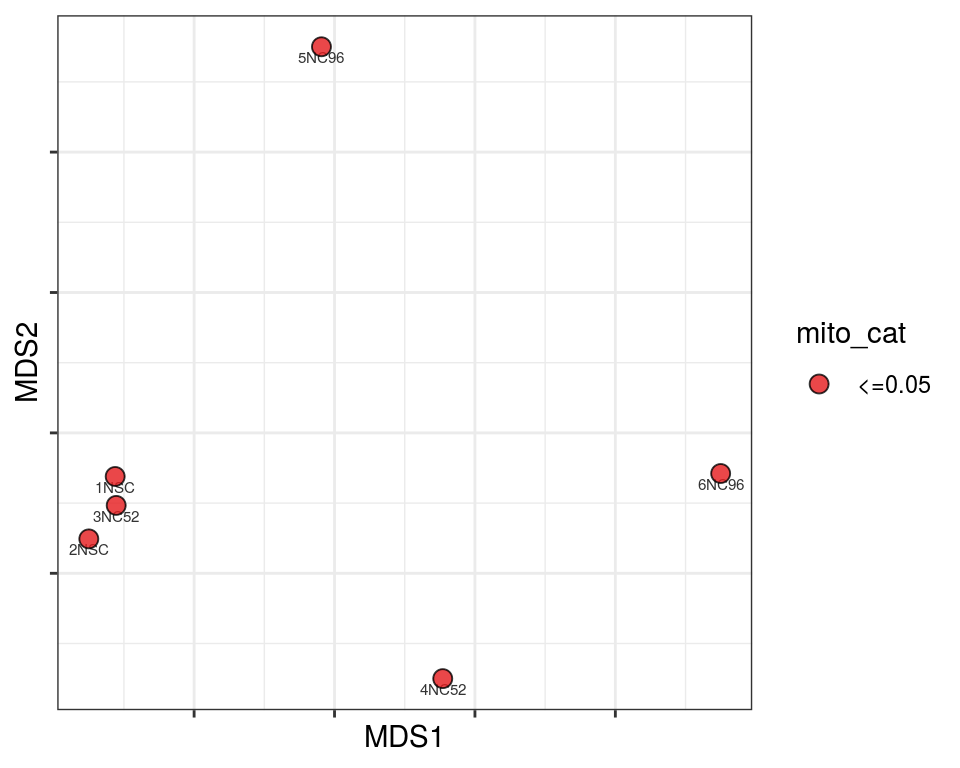 5NC96
MDS2
mito_cat
<=0.05
1NSC
6NC96
3NC52
2NSC
4NC52
MDS1